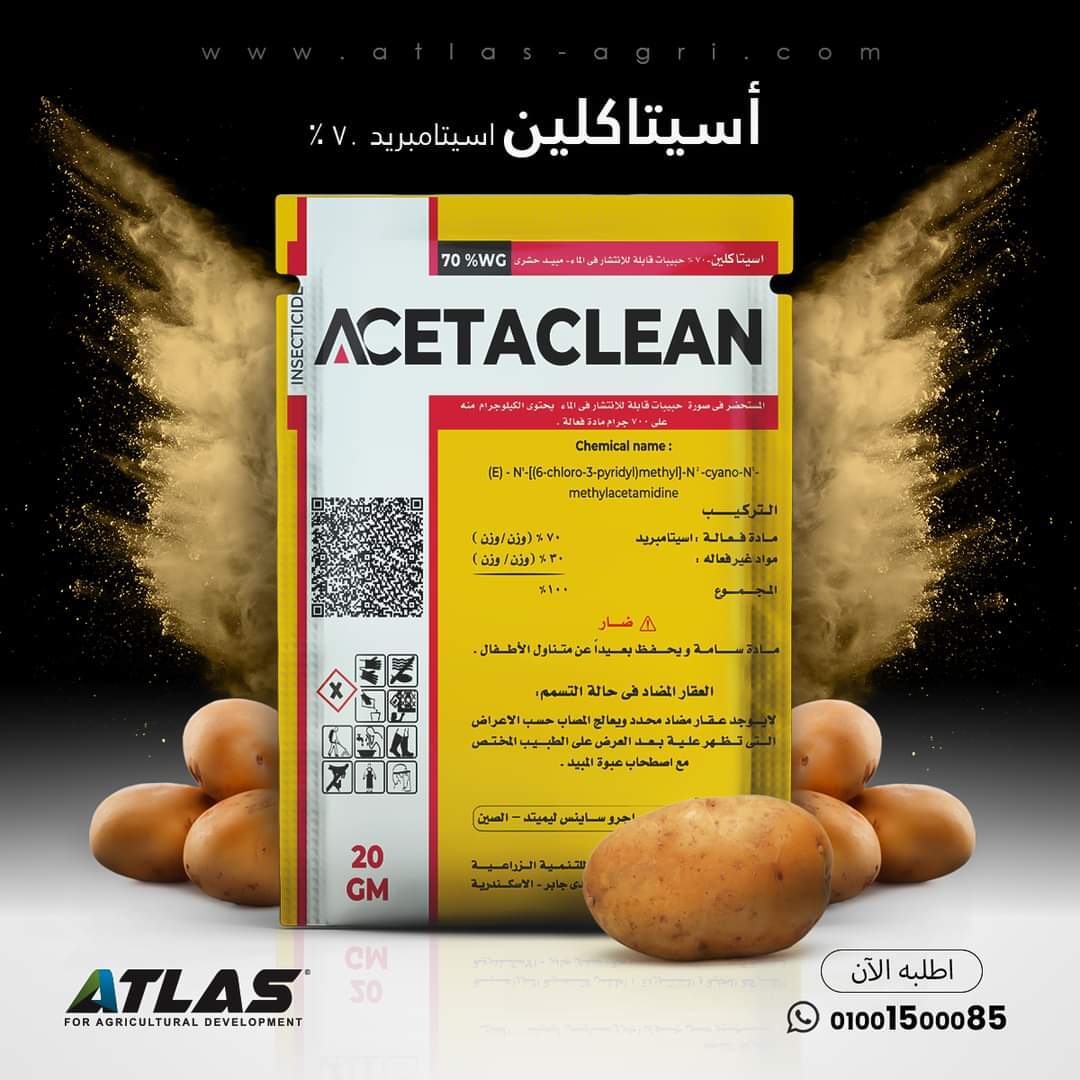 www.atlas-agri.com
أسيتاكلين اسيتامبريد ٧٠٪
70 %WG
اسيتاكلين ٧٠٪ حبيبات قابلة للانتشار فى الماء - مبيد حشرى
INSECTICIDE
ACETACLEAN
المستحضر فى صورة حبيبات قابلة للانتشار فى الماء يحتوى الكيلوجرام منه
على ٧٠٠ جرام مادة فعالة .
Chemical name :
(E) - N¹-[(6-chloro-3-pyridyl)methyl]-N²-cyano-N¹-
methylacetamidine
التركيب
مادة فعالة : اسيتامبريد ٧٠ ٪ (وزن/وزن )
مواد غير فعاله : ٣٠ ٪ (وزن/ وزن )
المجموع ١٠٠٪
ضار
مادة سامة و يحفظ بعيداً عن متناول الأطفال .
العقار المضاد فى حالة التسمم:
لايوجد عقار مضاد محدد ويعالج المصاب حسب الاعراض
التى تظهر علية بعد العرض على الطبيب المختص
مع اصطحاب عبوة المبيد .
اجرو ساينس ليميتد – الصين
للتنمية الزراعية
جابر - الاسكندرية
20
GM
ATLAS®
FOR AGRICULTURAL DEVELOPMENT
اطلبه الآن
01001500085